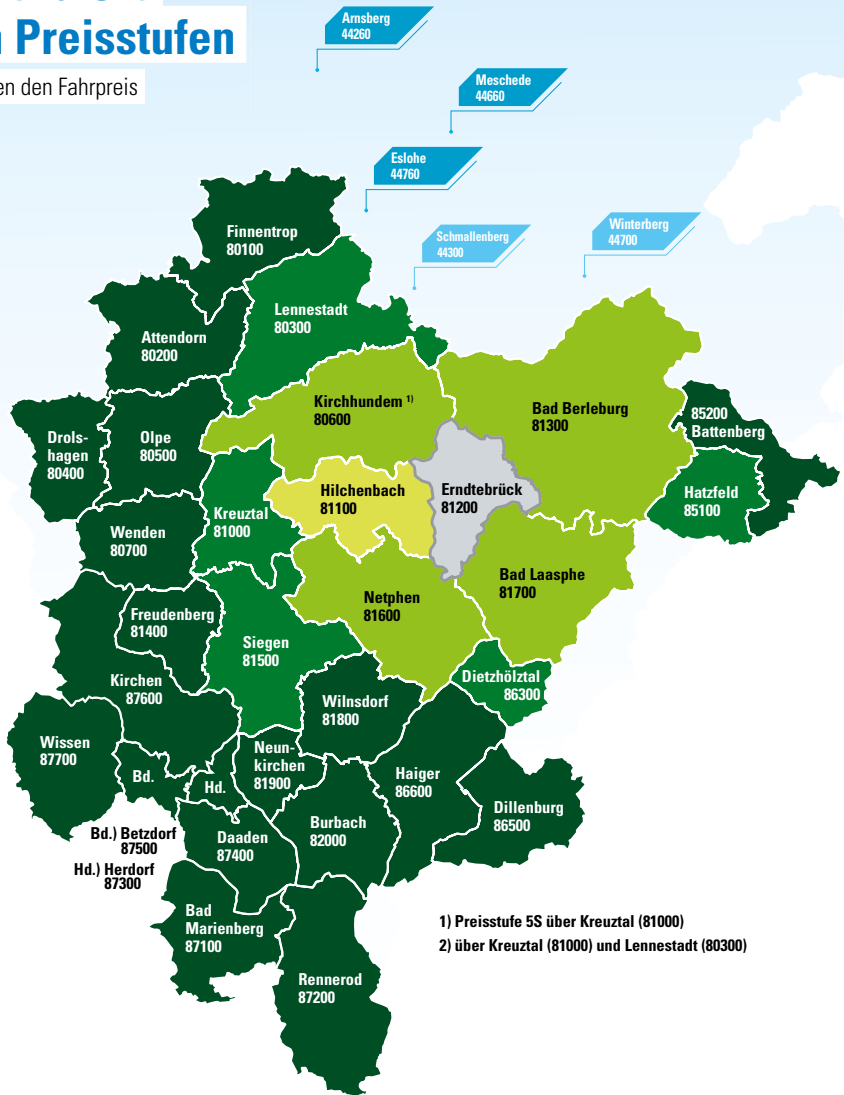 n Preisstufen
en den Fahrpreis
Arnsberg
44260
Meschede
44660
Eslohe
44760
Schmallenberg
44300
Winterberg
44700
Finnentrop
80100
Lennestadt
80300
Attendorn
80200
Kirchhundem 1)
80600
Bad Berleburg
81300
85200
Battenberg
Drols-
hagen
80400
Olpe
80500
Kreuztal
81000
Hilchenbach
81100
Erndtebrück
81200
Hatzfeld
85100
Wenden
80700
Bad Laasphe
81700
Netphen
81600
Freudenberg
81400
Siegen
81500
Dietzhölztal
86300
Kirchen
87600
Wilnsdorf
81800
Wissen
87700
Neun-
kirchen
81900
Bd.
Hd.
Haiger
86600
Dillenburg
86500
Burbach
82000
Bd.) Betzdorf
87500
Daaden
87400
Hd.) Herdorf
87300
Bad
Marienberg
87100
1) Preisstufe 5S über Kreuztal (81000)
2) über Kreuztal (81000) und Lennestadt (80300)
Rennerod
87200